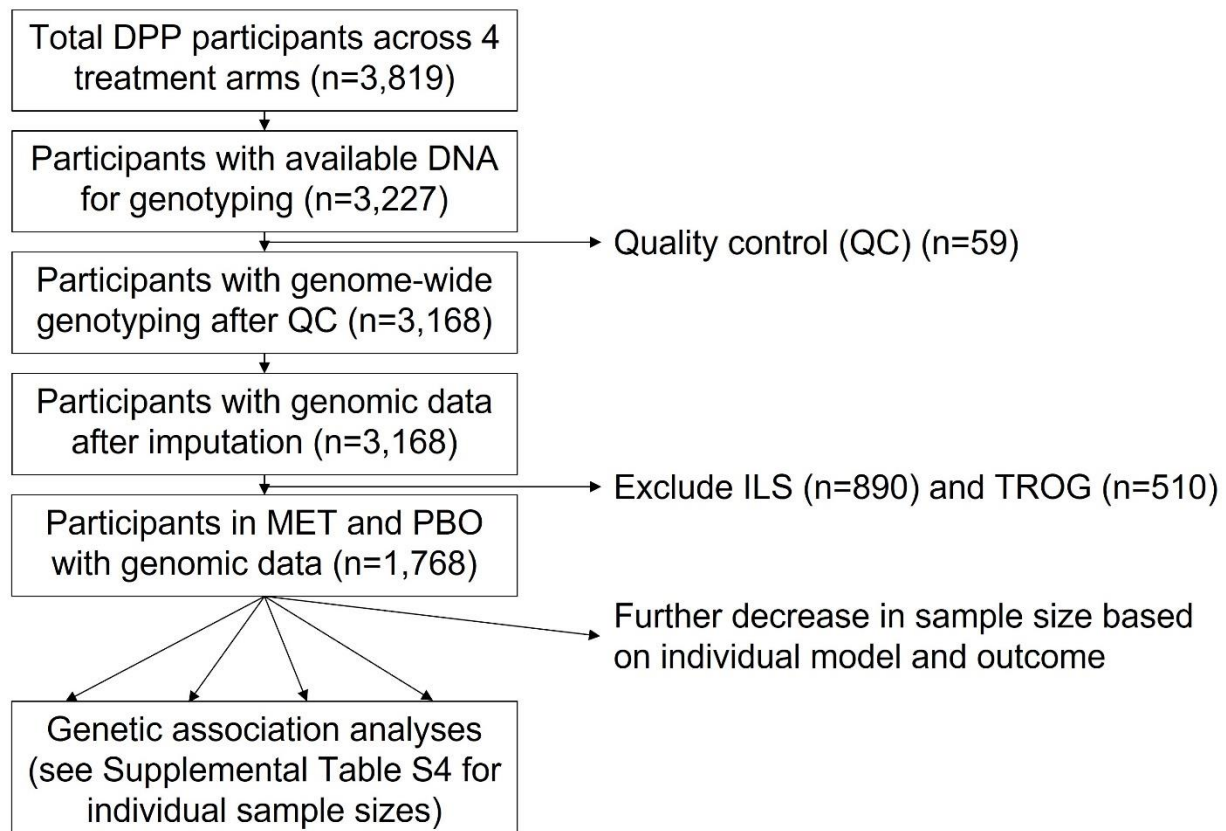 Total DPP participants across 4
treatment arms (n=3,819)
Participants with available DNA
for genotyping (n=3,227)
Quality control (QC) (n=59)
Participants with genome-wide
genotyping after QC (n=3,168)
Participants with genomic data
after imputation (n=3,168)
Exclude ILS (n=890) and TROG (n=510)
Participants in MET and PBO
with genomic data (n=1,768)
Further decrease in sample size based
on individual model and outcome
Genetic association analyses
(see Supplemental Table S4 for
individual sample sizes)